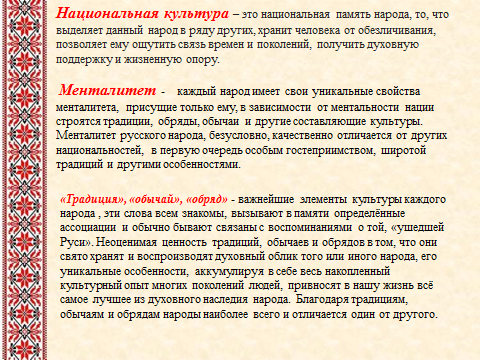 Национальная культура – это национальная память народа, то, что
выделяет данный народ в ряду других, хранит человека от обезличивания,
позволяет ему ощутить связь времен и поколений, получить духовную
поддержку и жизненную опору.
Менталитет - каждый народ имеет свои уникальные свойства
менталитета, присущие только ему, в зависимости от ментальности нации
строятся традиции, обряды, обычаи и другие составляющие культуры.
Менталитет русского народа, безусловно, качественно отличается от других
национальностей, в первую очередь особым гостеприимством, широтой
традиций и другими особенностями.
«Традиция», «обычай», «обряд» - важнейшие элементы культуры каждого
народа , эти слова всем знакомы, вызывают в памяти определённые
ассоциации и обычно бывают связаны с воспоминаниями о той, «ушедшей
Руси». Неоценимая ценность традиций, обычаев и обрядов в том, что они
свято хранят и воспроизводят духовный облик того или иного народа, его
уникальные особенности, аккумулируя в себе весь накопленный
культурный опыт многих поколений людей, привносят в нашу жизнь всё
самое лучшее из духовного наследия народа. Благодаря традициям,
обычаям и обрядам народы наиболее всего и отличается один от другого.